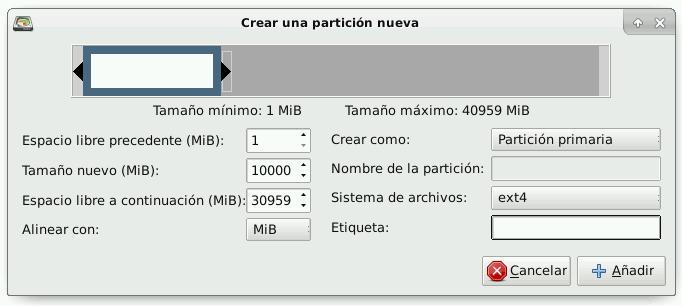 Crear una partición nueva
Tamaño mínimo: 1 MiB Tamaño máximo: 40959 MiB
Espacio libre precedente (MiB): 1 Crear como: Partición primaria
Tamaño nuevo (MiB): 10000 Nombre de la partición:
Espacio libre a continuación (MiB): 30959 Sistema de archivos: ext4
Alinear con: MiB Etiqueta:
Cancelar Añadir